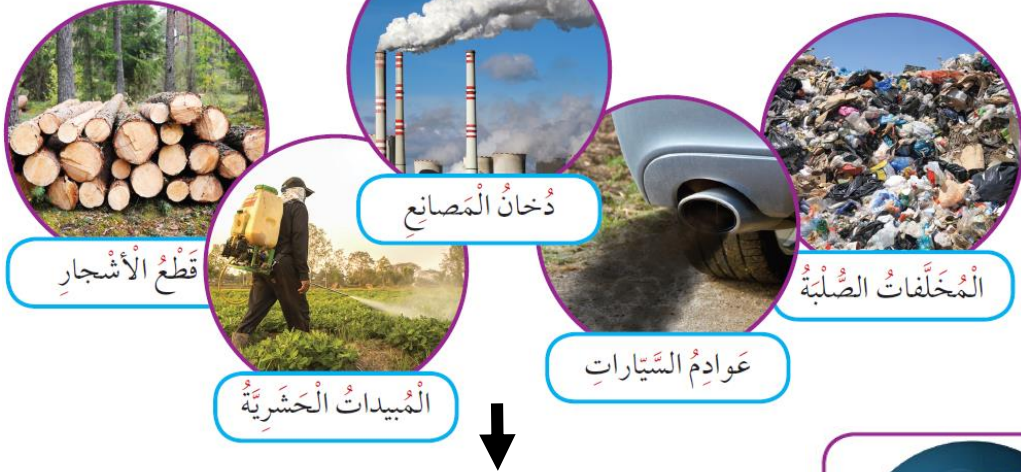 دُخانُ الْمَصانِعِ
الْمُخَلَّفاتُ الصُّلْبَةُ
قَطْعُ الْأَشْجارِ
عَوادِمُ السَّيّاراتِ
الْمُبيداتُ الْحَشَرِيَّةُ